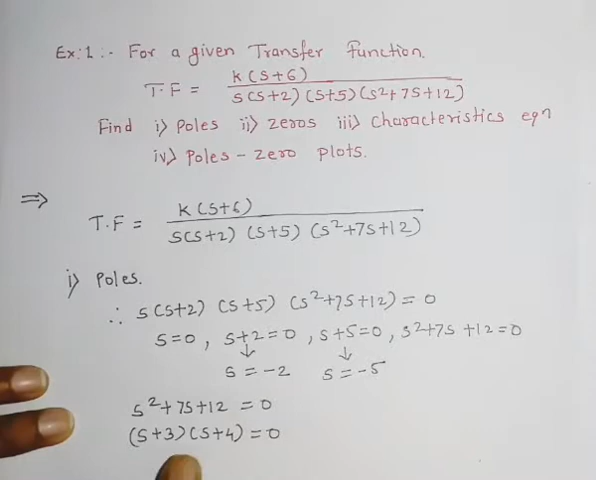 Ex:1:- For a given Transfer function.
T.F = K(S+6) / S(S+2) (S+5) (S²+7S+12)
Find i) Poles ii) Zeros iii) Characteristics eqn
iv) Poles - Zero plots.
⇒
T.F = K(S+6) / S(S+2) (S+5) (S²+7S+12)
i) Poles.
∴ S(S+2) (S+5) (S²+7S+12) = 0
S=0, S+2=0, S+5=0, S²+7S+12=0
↓ ↓
S = -2 S = -5
S²+7S+12 = 0
(S+3)(S+4) = 0